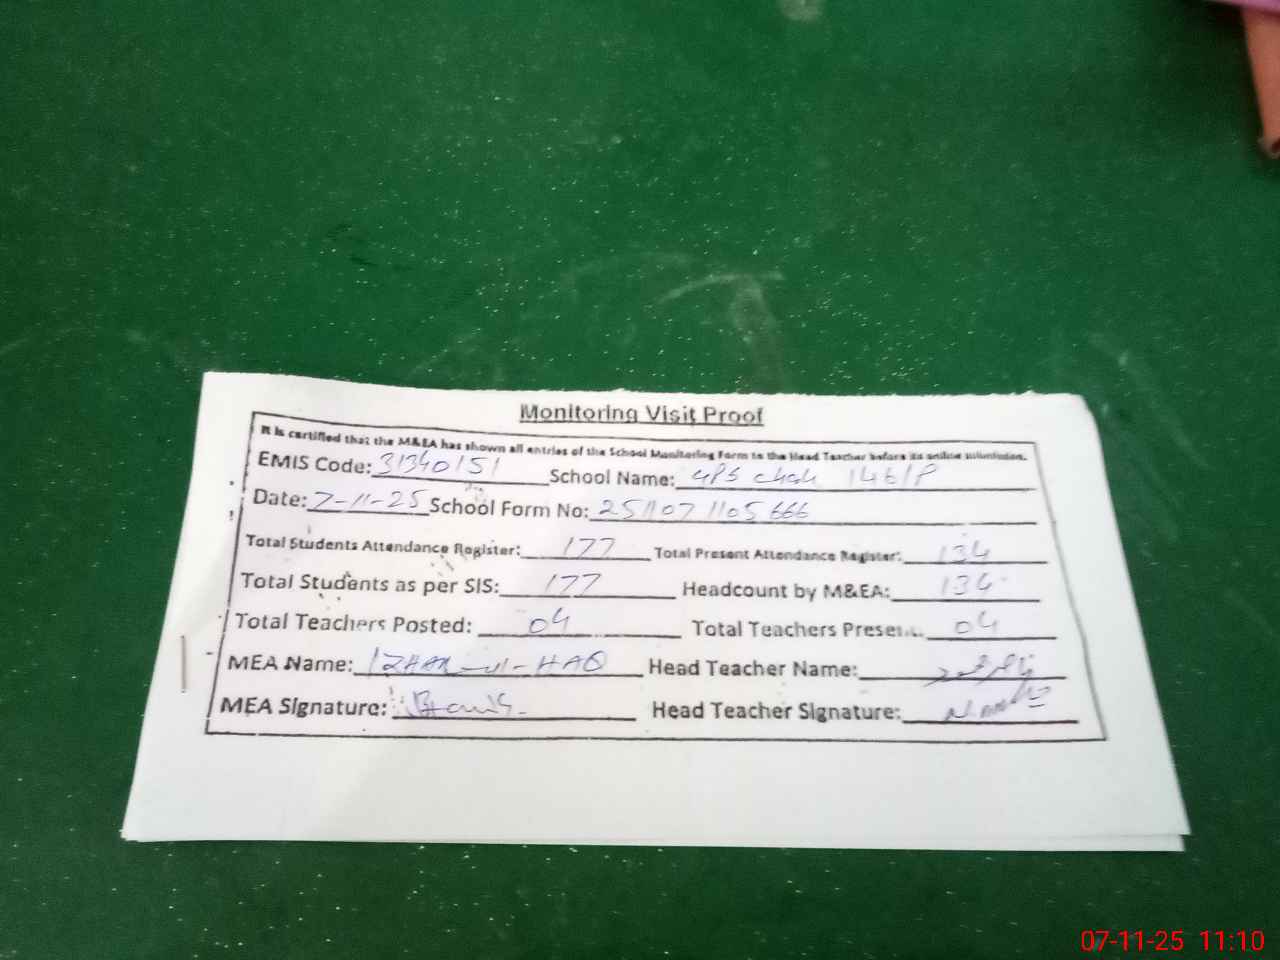 Monitoring Visit Proof
It is certified that the M&EA has shown all entries of the School Monitoring Form to the Head Teacher before its online submission.
EMIS Code: 31340151 School Name: GPS Chak 146/P
Date: 7-11-25 School Form No: 251107 1105 666
Total Students Attendance Register: 177 Total Present Attendance Register: 134
Total Students as per SIS: 177 Headcount by M&EA: 134
Total Teachers Posted: 04 Total Teachers Present: 04
MEA Name: IZHAR-ul-HAQ Head Teacher Name:
MEA Signature: Head Teacher Signature:
07-11-25 11:10